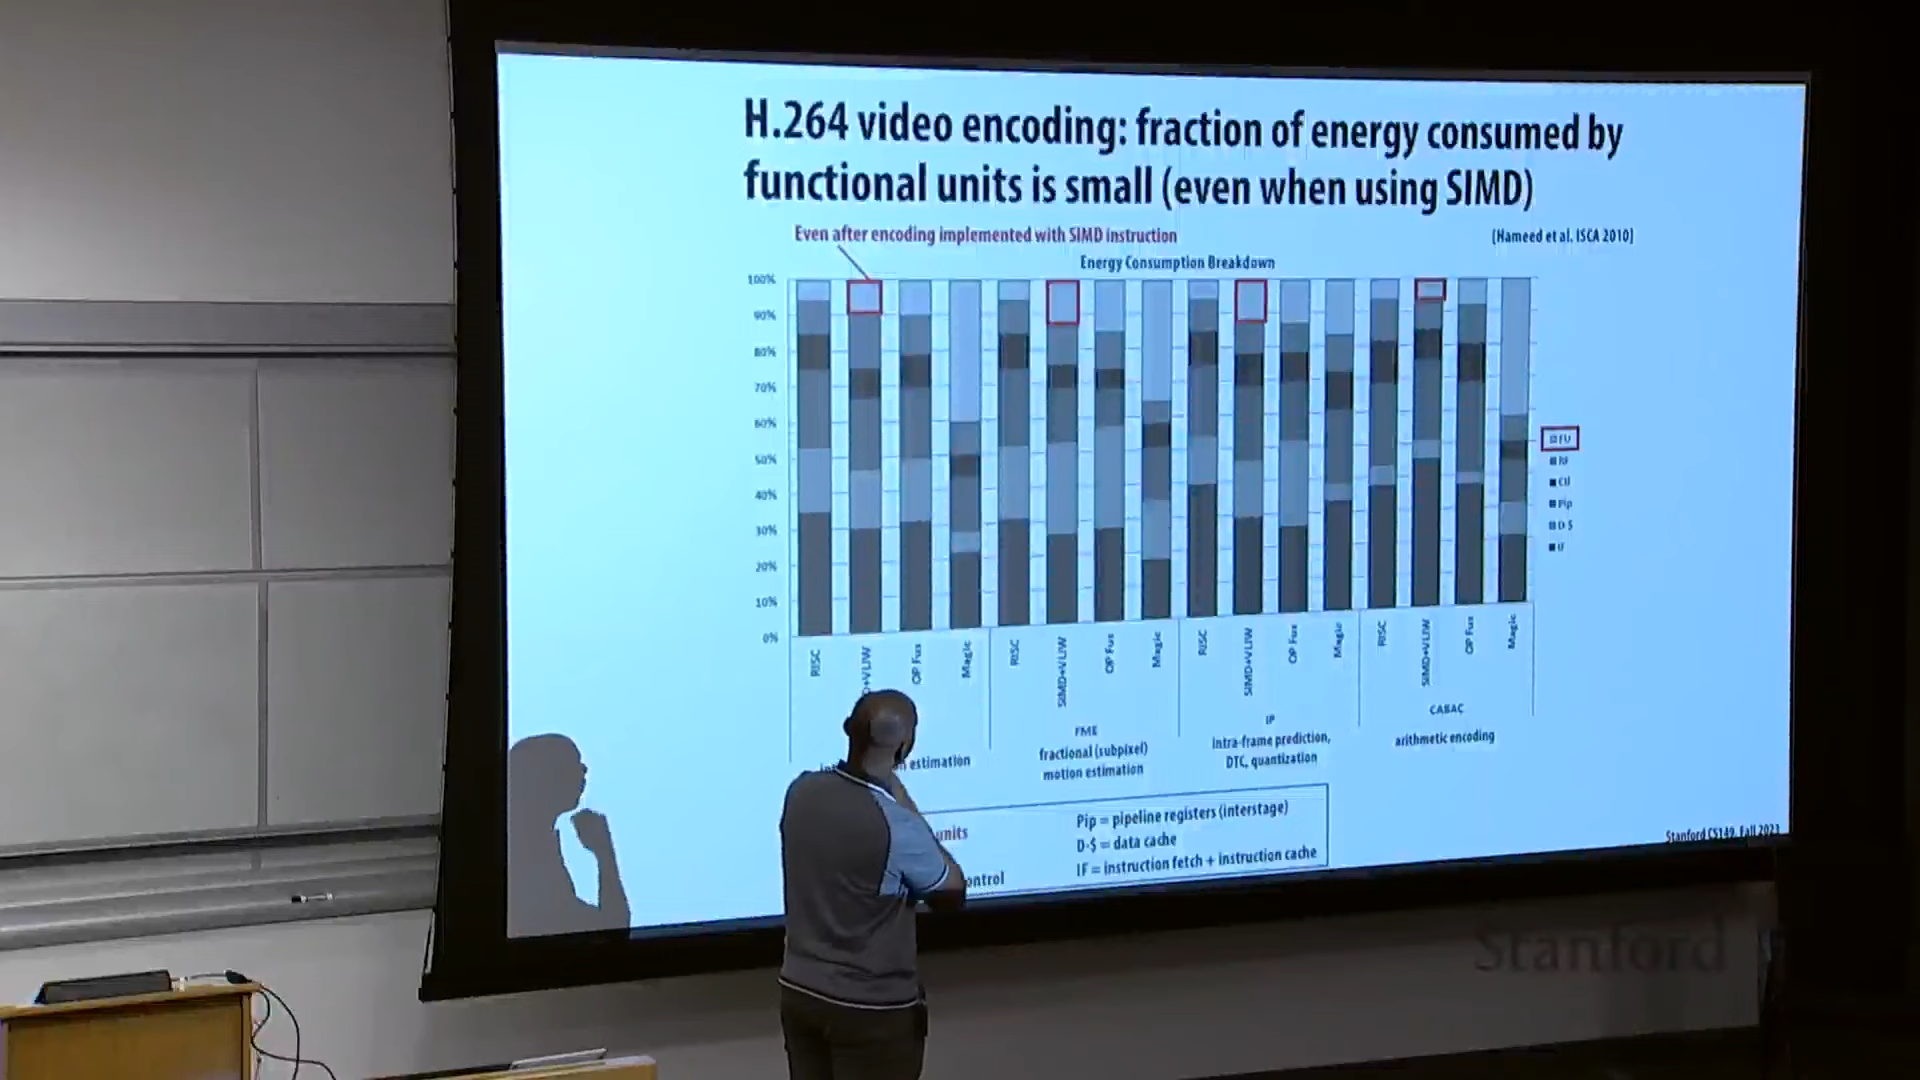 H.264 video encoding: fraction of energy consumed by
functional units is small (even when using SIMD)
Even after encoding implemented with SIMD instruction
[Hameed et al. ISCA 2010]
Energy Consumption Breakdown
100%
90%
80%
70%
60%
50%
40%
30%
20%
10%
0%
FU
RF
Ctl
Pip
D-$
IF
RISC
D+VLIW
OP Fus
Magic
RISC
SIMD+VLIW
OP Fus
Magic
RISC
SIMD+VLIW
OP Fus
Magic
RISC
SIMD+VLIW
OP Fus
Magic
estimation
FME
fractional (subpixel)
motion estimation
IP
intra-frame prediction,
DTC, quantization
CABAC
arithmetic encoding
units
ontrol
Pip = pipeline registers (interstage)
D-$ = data cache
IF = instruction fetch + instruction cache
Stanford CS149, Fall 2023
Stanford